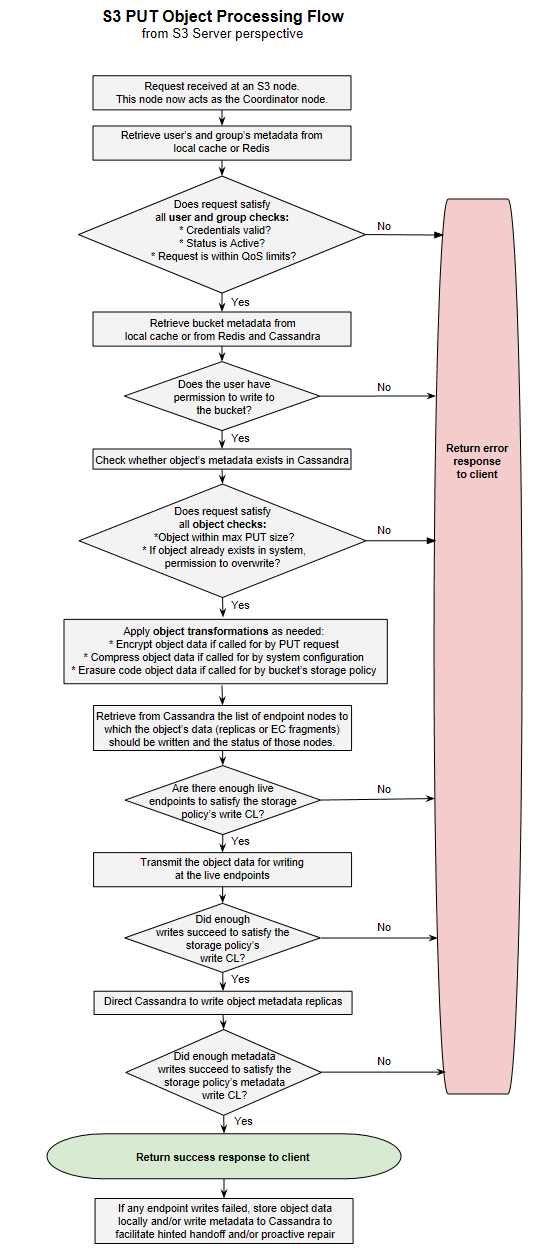 S3 PUT Object Processing Flow
from S3 Server perspective
Request received at an S3 node.
This node now acts as the Coordinator node.
Retrieve user's and group's metadata from
local cache or Redis
Does request satisfy
all user and group checks:
* Credentials valid?
* Status is Active?
* Request is within QoS limits?
No
Yes
Retrieve bucket metadata from
local cache or from Redis and Cassandra
Does the user have
permission to write to
the bucket?
No
Yes
Return error
response
to client
Check whether object's metadata exists in Cassandra
Does request satisfy
all object checks:
*Object within max PUT size?
* If object already exists in system,
permission to overwrite?
No
Yes
Apply object transformations as needed:
* Encrypt object data if called for by PUT request
* Compress object data if called for by system configuration
* Erasure code object data if called for by bucket's storage policy
Retrieve from Cassandra the list of endpoint nodes to
which the object's data (replicas or EC fragments)
should be written and the status of those nodes.
Are there enough live
endpoints to satisfy the storage
policy's write CL?
No
Yes
Transmit the object data for writing
at the live endpoints
Did enough
writes succeed to satisfy the
storage policy's
write CL?
No
Yes
Direct Cassandra to write object metadata replicas
Did enough metadata
writes succeed to satisfy the
storage policy's metadata
write CL?
No
Yes
Return success response to client
If any endpoint writes failed, store object data
locally and/or write metadata to Cassandra to
facilitate hinted handoff and/or proactive repair